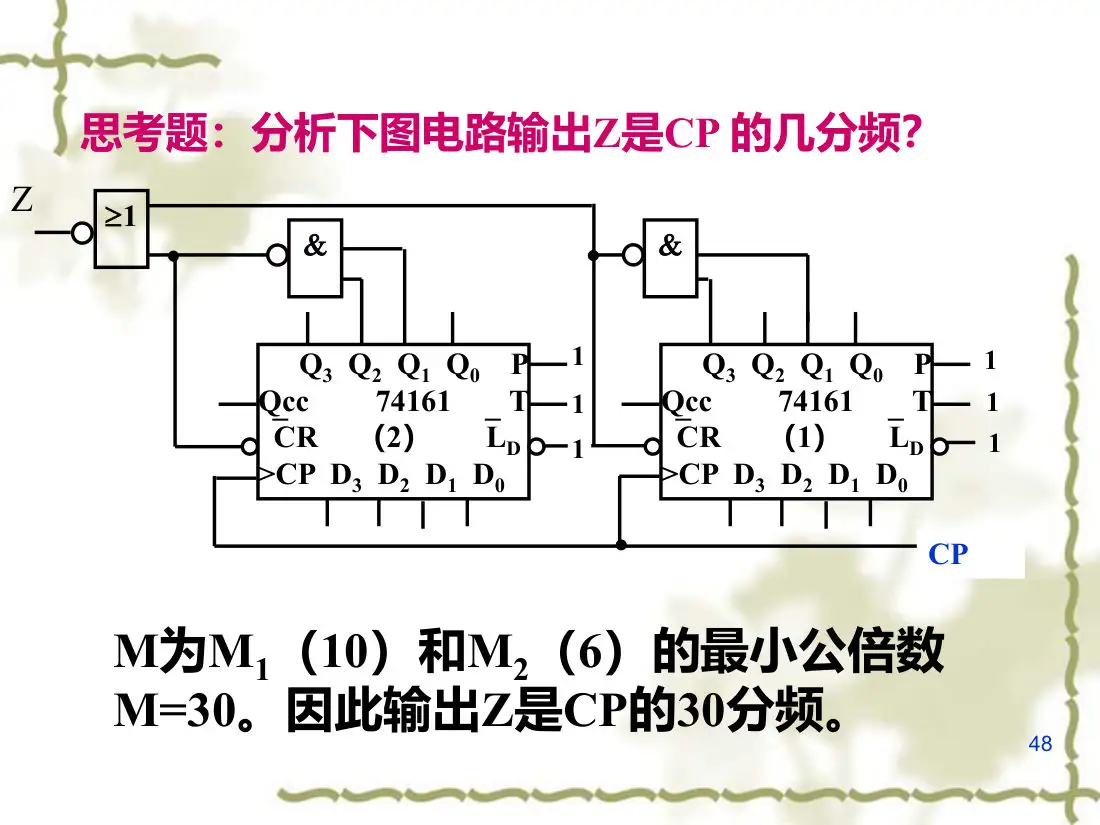 思考题：分析下图电路输出Z是CP 的几分频？
Z
≥1
&
&
Q3 Q2 Q1 Q0 P 1
Qcc 74161 T 1
C̅R （2） L̅D 1
>CP D3 D2 D1 D0
Q3 Q2 Q1 Q0 P 1
Qcc 74161 T 1
C̅R （1） L̅D 1
>CP D3 D2 D1 D0
CP
M为M1（10）和M2（6）的最小公倍数
M=30。因此输出Z是CP的30分频。
48